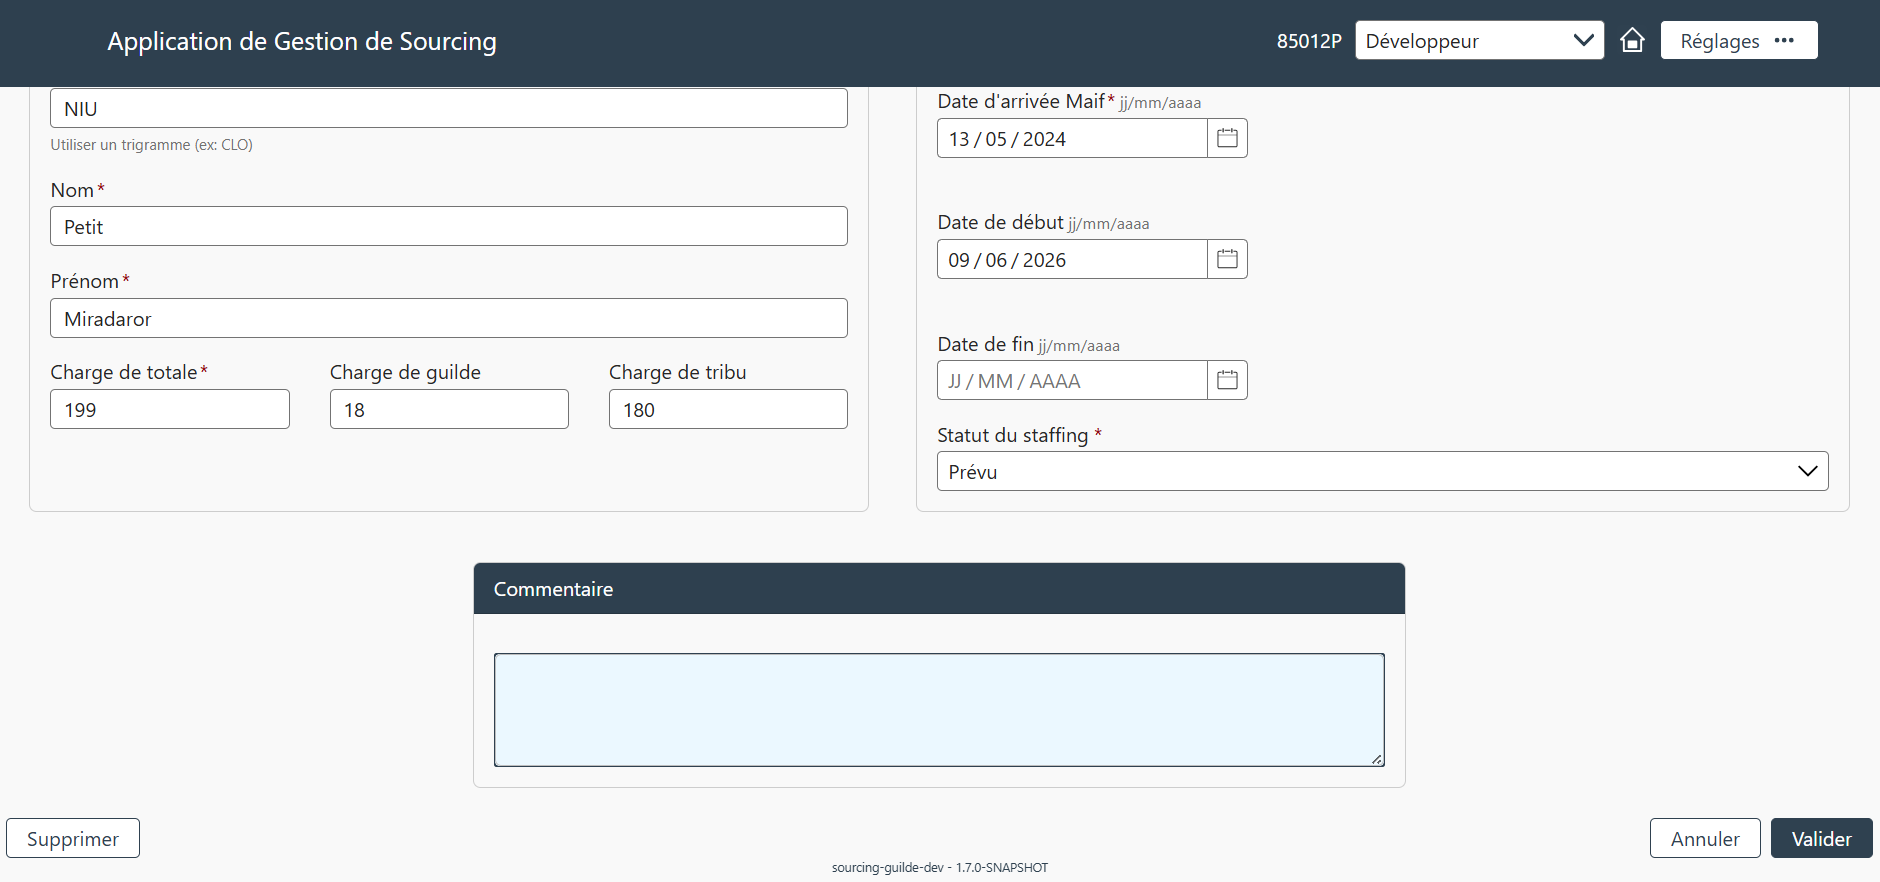 Application de Gestion de Sourcing
85012P
Développeur
Réglages
NIU
Utiliser un trigramme (ex: CLO)
Nom*
Petit
Prénom*
Miradaror
Charge de totale* Charge de guilde Charge de tribu
199 18 180
Date d'arrivée Maif* jj/mm/aaaa
13 / 05 / 2024
Date de début jj/mm/aaaa
09 / 06 / 2026
Date de fin jj/mm/aaaa
JJ / MM / AAAA
Statut du staffing *
Prévu
Commentaire
Supprimer
Annuler
Valider
sourcing-guilde-dev - 1.7.0-SNAPSHOT